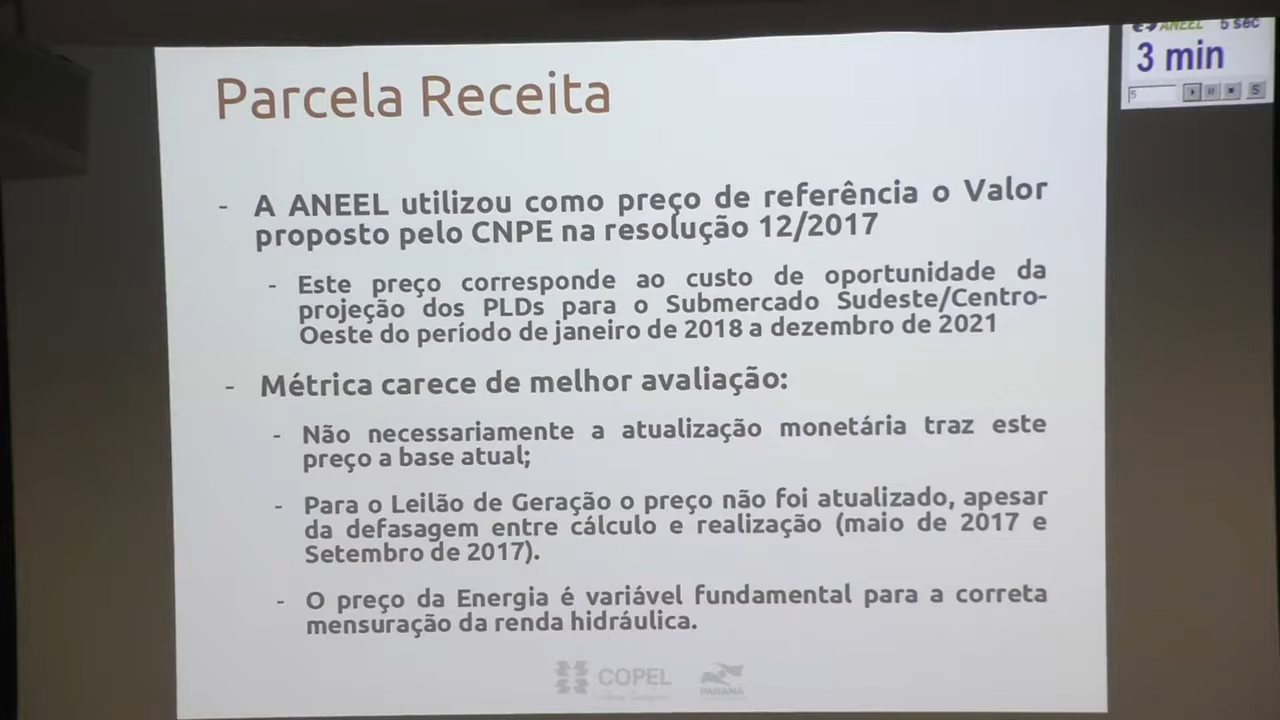 ANEEL 5 sec
3 min
5
S
Parcela Receita
- A ANEEL utilizou como preço de referência o Valor
proposto pelo CNPE na resolução 12/2017
- Este preço corresponde ao custo de oportunidade da
projeção dos PLDs para o Submercado Sudeste/Centro-
Oeste do período de janeiro de 2018 a dezembro de 2021
- Métrica carece de melhor avaliação:
- Não necessariamente a atualização monetária traz este
preço a base atual;
- Para o Leilão de Geração o preço não foi atualizado, apesar
da defasagem entre cálculo e realização (maio de 2017 e
Setembro de 2017).
- O preço da Energia é variável fundamental para a correta
mensuração da renda hidráulica.
COPEL
PARANÁ